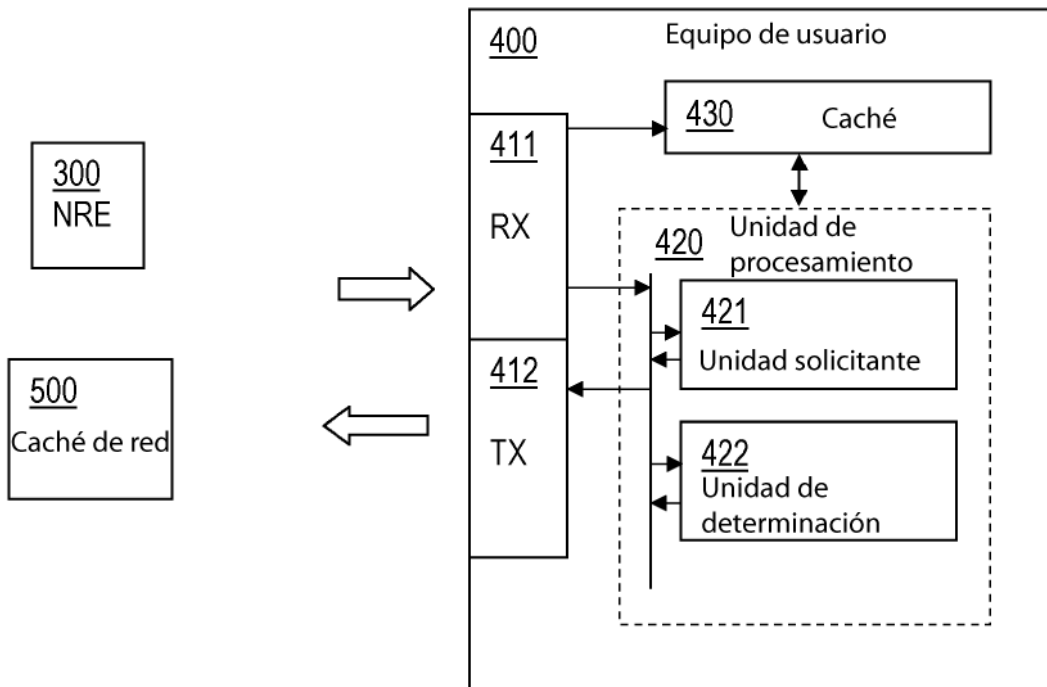 400
Equipo de usuario
430
Caché
411
RX
300
NRE
420
Unidad de
procesamiento
421
Unidad solicitante
412
TX
500
Caché de red
422
Unidad de
determinación